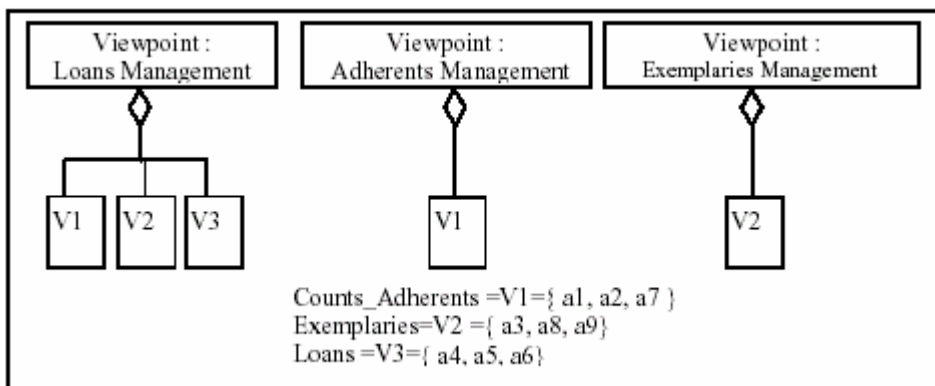 Viewpoint :
Loans Management
Viewpoint :
Adherents Management
Viewpoint :
Exemplaries Management
V1
V2
V3
V1
V2
Counts_Adherents =V1={ a1, a2, a7 }
Exemplaries=V2 ={ a3, a8, a9}
Loans =V3={ a4, a5, a6}